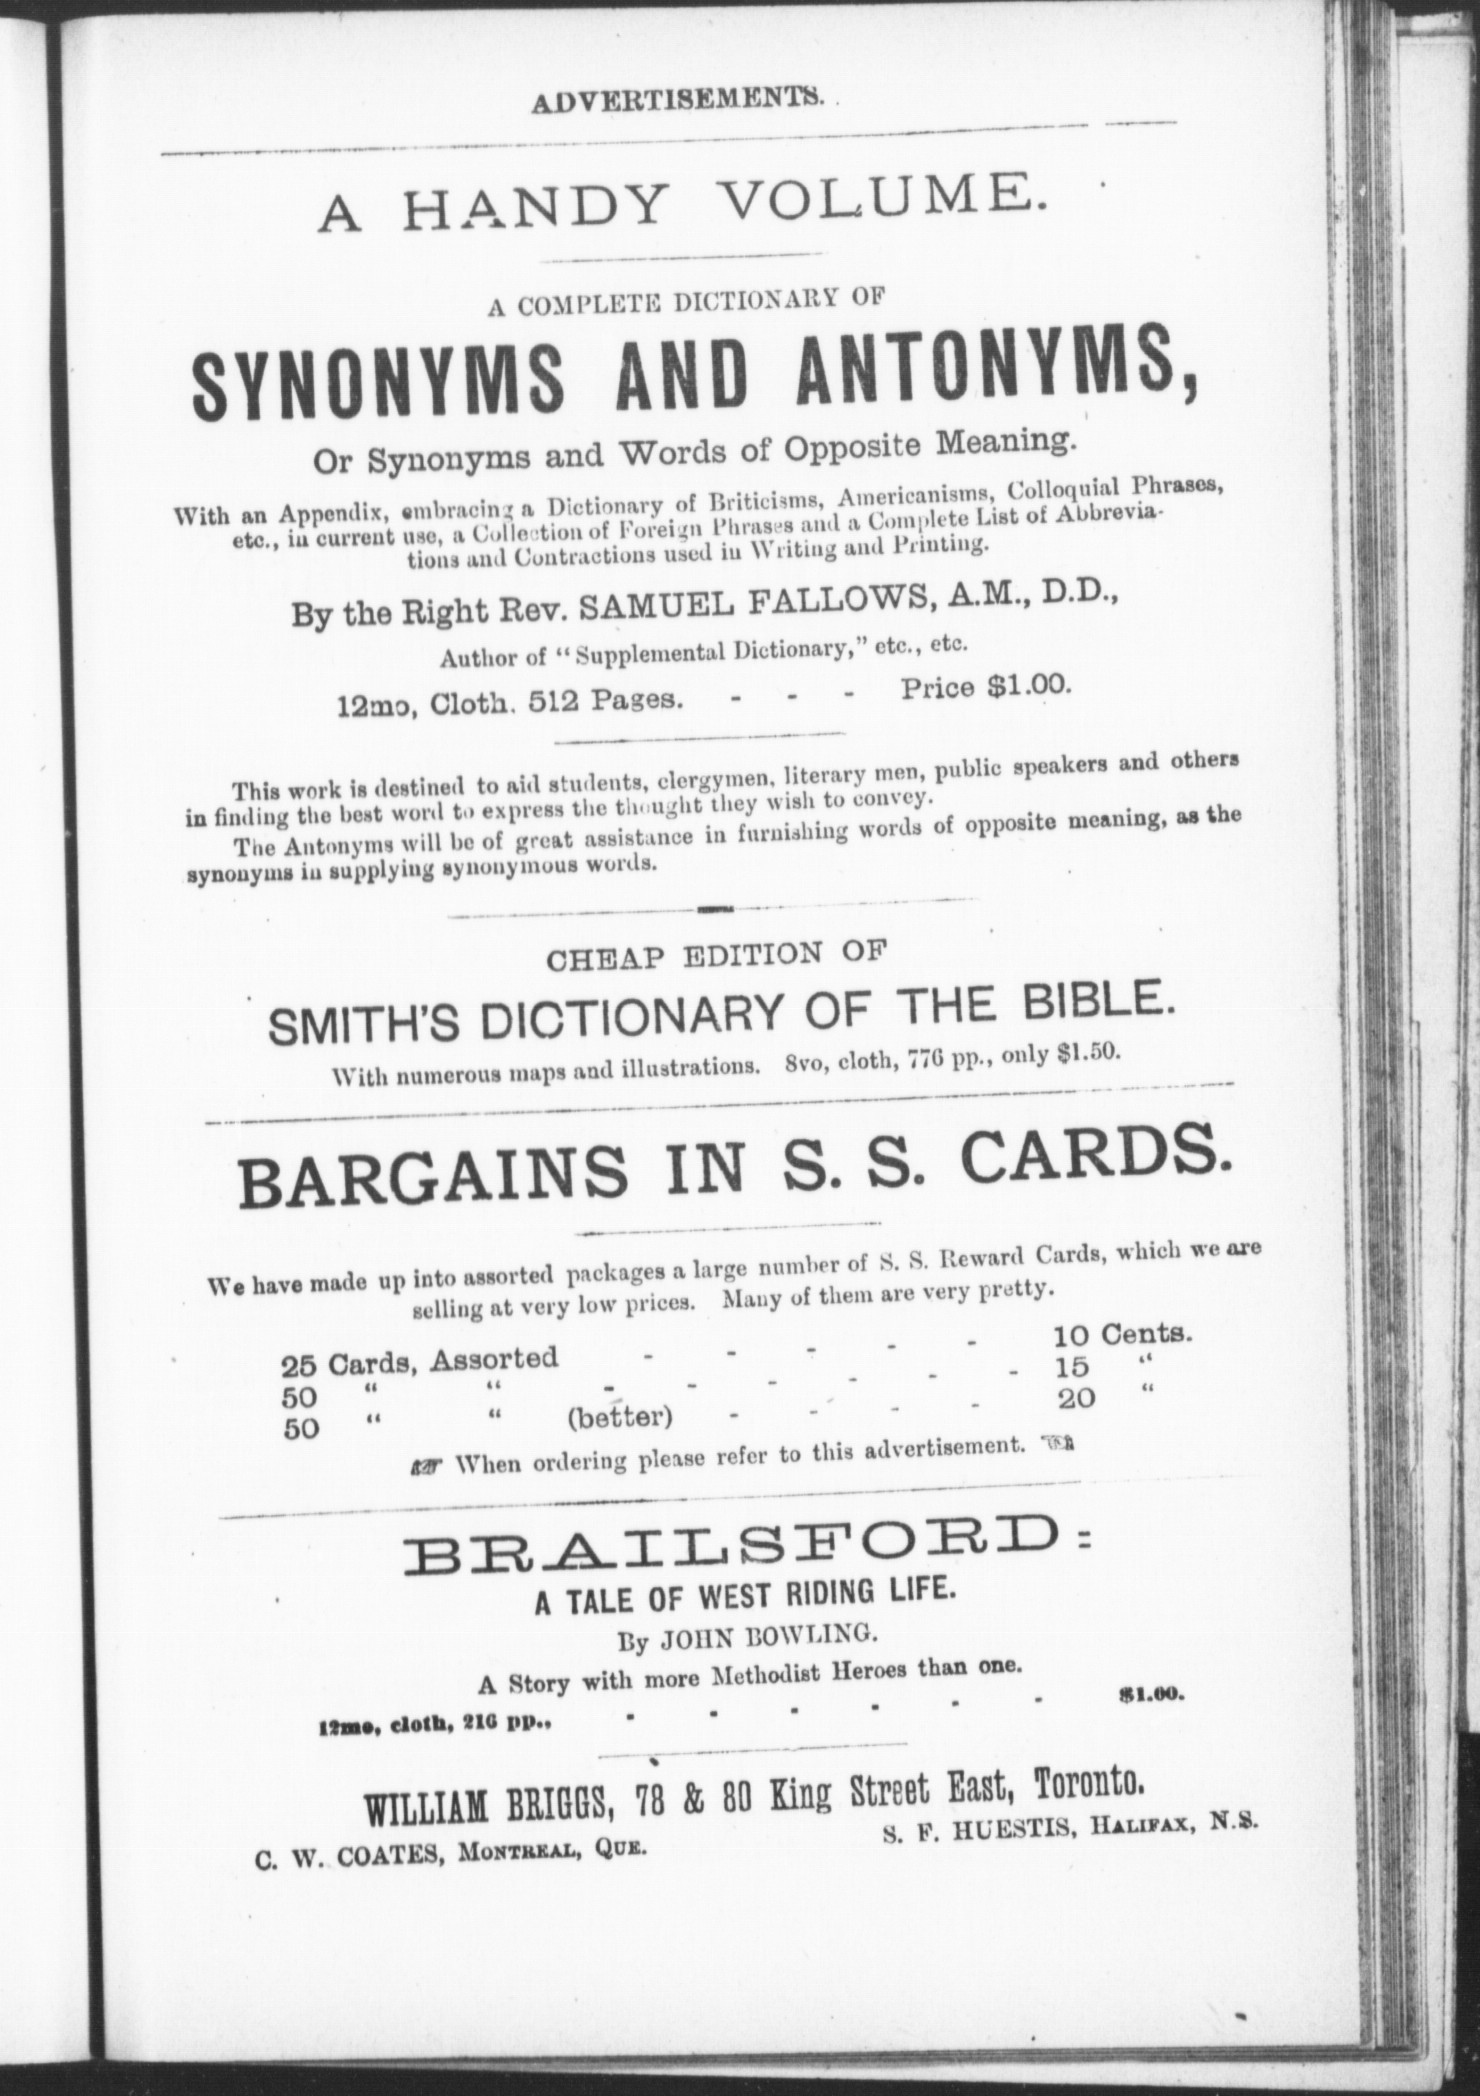 ADVERTISEMENTS.
A HANDY VOLUME.
A COMPLETE DICTIONARY OF
SYNONYMS AND ANTONYMS,
Or Synonyms and Words of Opposite Meaning.
With an Appendix, embracing a Dictionary of Briticisms, Americanisms, Colloquial Phrases,
etc., in current use, a Collection of Foreign Phrases and a Complete List of Abbrevia-
tions and Contractions used in Writing and Printing.
By the Right Rev. SAMUEL FALLOWS, A.M., D.D.,
Author of "Supplemental Dictionary," etc., etc.
12mo, Cloth. 512 Pages. - - - Price $1.00.
This work is destined to aid students, clergymen, literary men, public speakers and others
in finding the best word to express the thought they wish to convey.
The Antonyms will be of great assistance in furnishing words of opposite meaning, as the
synonyms in supplying synonymous words.
CHEAP EDITION OF
SMITH'S DICTIONARY OF THE BIBLE.
With numerous maps and illustrations. 8vo, cloth, 776 pp., only $1.50.
BARGAINS IN S. S. CARDS.
We have made up into assorted packages a large number of S. S. Reward Cards, which we are
selling at very low prices. Many of them are very pretty.
25 Cards, Assorted - - - - - 10 Cents.
50 " " - - - - - - 15 "
50 " " (better) - - - - 20 "
☞ When ordering please refer to this advertisement. ☜
BRAILSFORD:
A TALE OF WEST RIDING LIFE.
By JOHN BOWLING.
A Story with more Methodist Heroes than one.
12mo, cloth, 216 pp., - - - - - - $1.00.
WILLIAM BRIGGS, 78 & 80 King Street East, Toronto.
C. W. COATES, MONTREAL, QUE. S. F. HUESTIS, HALIFAX, N.S.